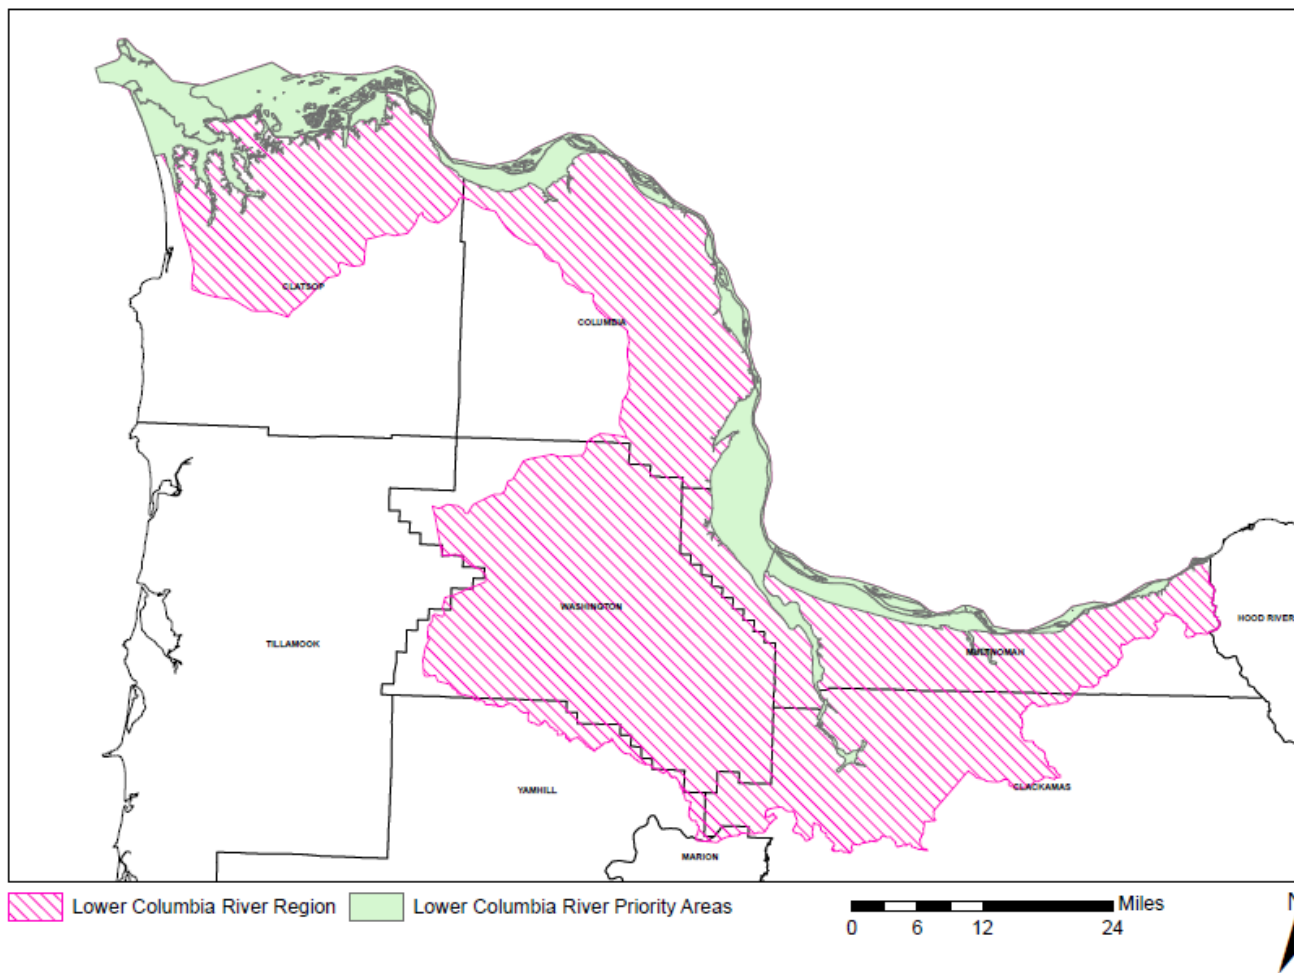 CLATSOP
COLUMBIA
WASHINGTON
TILLAMOOK
HOOD RIVER
MULTNOMAH
YAMHILL
CLACKAMAS
MARION
Lower Columbia River Region
Lower Columbia River Priority Areas
Miles
0 6 12 24
N